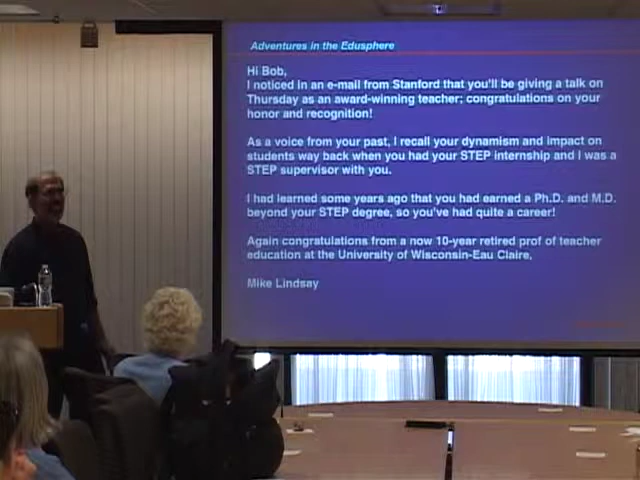 Adventures in the Edusphere
Hi Bob,
I noticed in an e-mail from Stanford that you'll be giving a talk on
Thursday as an award-winning teacher; congratulations on your
honor and recognition!
As a voice from your past, I recall your dynamism and impact on
students way back when you had your STEP internship and I was a
STEP supervisor with you.
I had learned some years ago that you had earned a Ph.D. and M.D.
beyond your STEP degree, so you've had quite a career!
Again congratulations from a now 10-year retired prof of teacher
education at the University of Wisconsin-Eau Claire,
Mike Lindsay